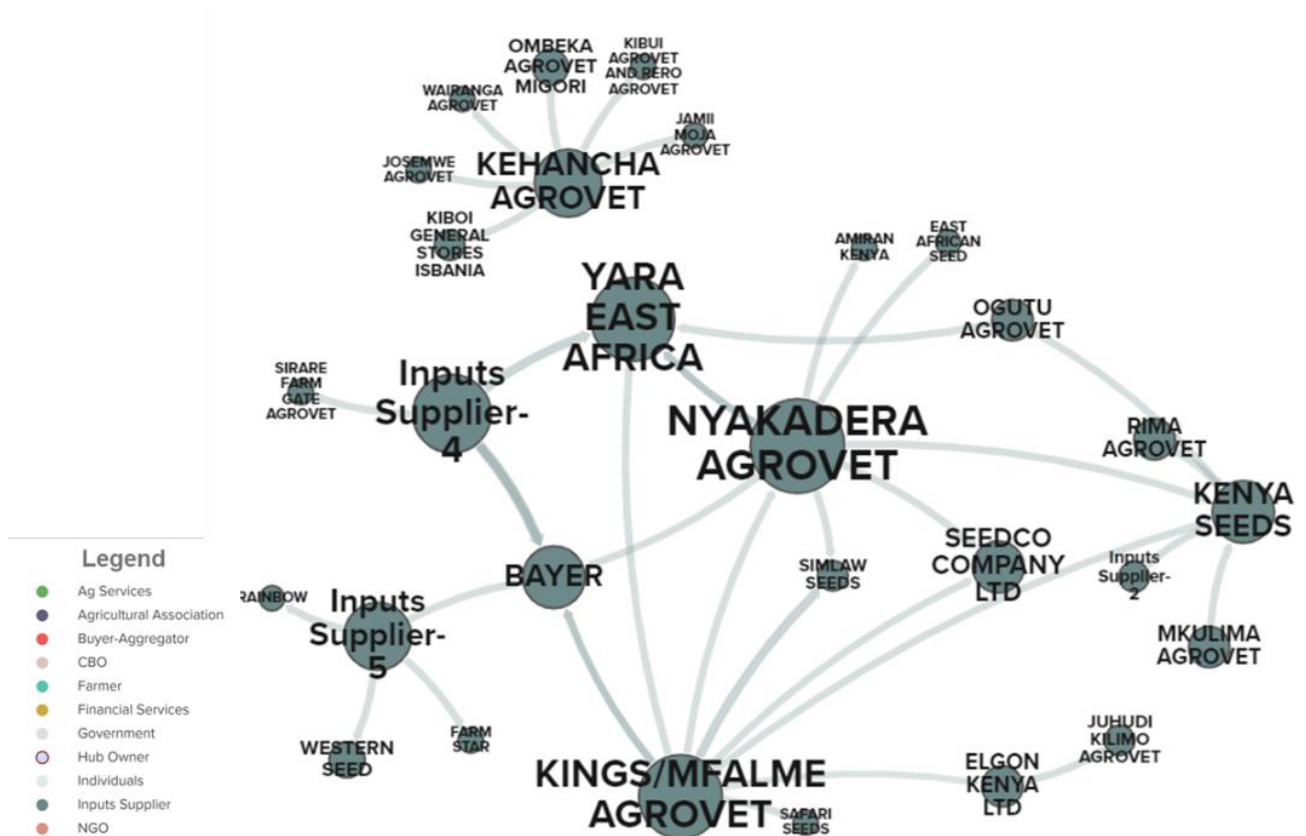 OMBEKA
AGROVET
MIGORI
KIBUI
AGROVET
AND RERO
AGROVET
WAIRANGA
AGROVET
JAMII
MOJA
AGROVET
JOSEMWE
AGROVET
KEHANCHA
AGROVET
KIBOI
GENERAL
STORES
ISBANIA
AMIRAN
KENYA
EAST
AFRICAN
SEED
YARA
EAST
AFRICA
OGUTU
AGROVET
SIRARE
FARM
GATE
AGROVET
Inputs
Supplier-
4
NYAKADERA
AGROVET
RIMA
AGROVET
KENYA
SEEDS
BAYER
SIMLAW
SEEDS
SEEDCO
COMPANY
LTD
Inputs
Supplier-
2
RAINBOW
Inputs
Supplier-
5
MKULIMA
AGROVET
WESTERN
SEED
FARM
STAR
KINGS/MFALME
AGROVET
SAFARI
SEEDS
ELGON
KENYA
LTD
JUHUDI
KILIMO
AGROVET
Legend
Ag Services
Agricultural Association
Buyer-Aggregator
CBO
Farmer
Financial Services
Government
Hub Owner
Individuals
Inputs Supplier
NGO